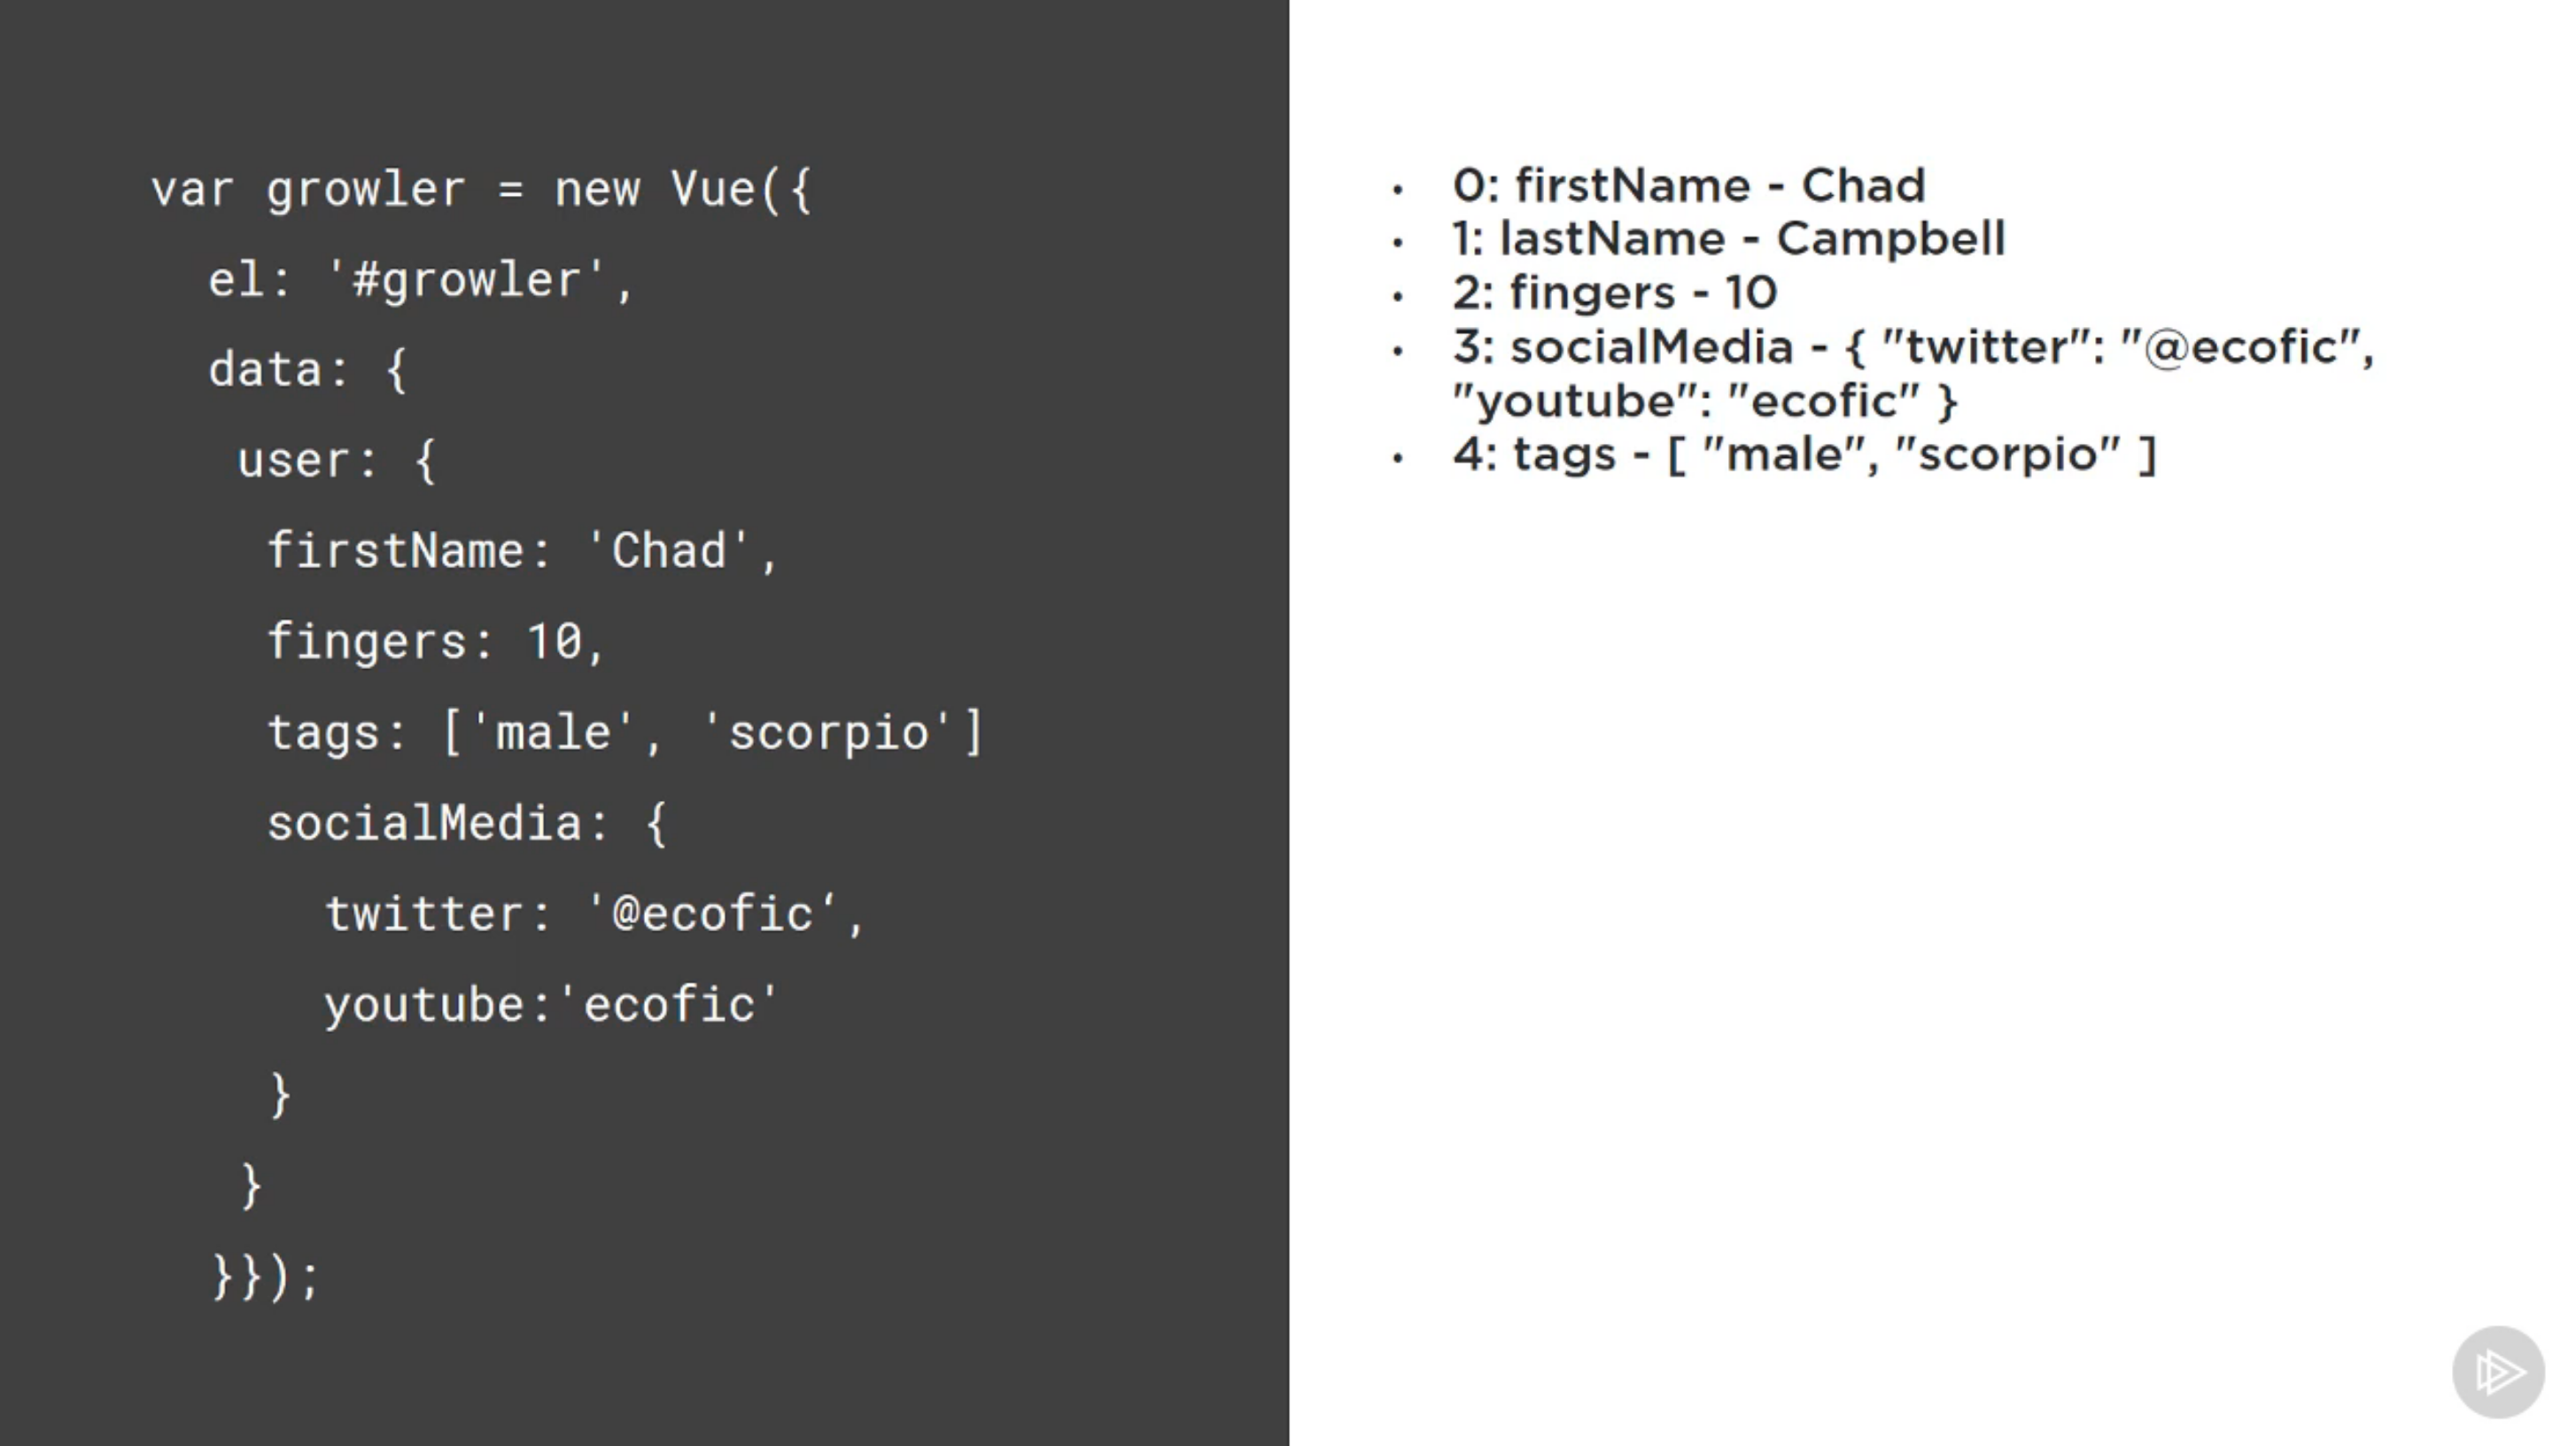 var growler = new Vue({
el: '#growler',
data: {
user: {
firstName: 'Chad',
fingers: 10,
tags: ['male', 'scorpio']
socialMedia: {
twitter: '@ecofic‘,
youtube:'ecofic'
}
}
}});
• 0: firstName - Chad
• 1: lastName - Campbell
• 2: fingers - 10
• 3: socialMedia - { "twitter": "@ecofic",
"youtube": "ecofic" }
• 4: tags - [ "male", "scorpio" ]